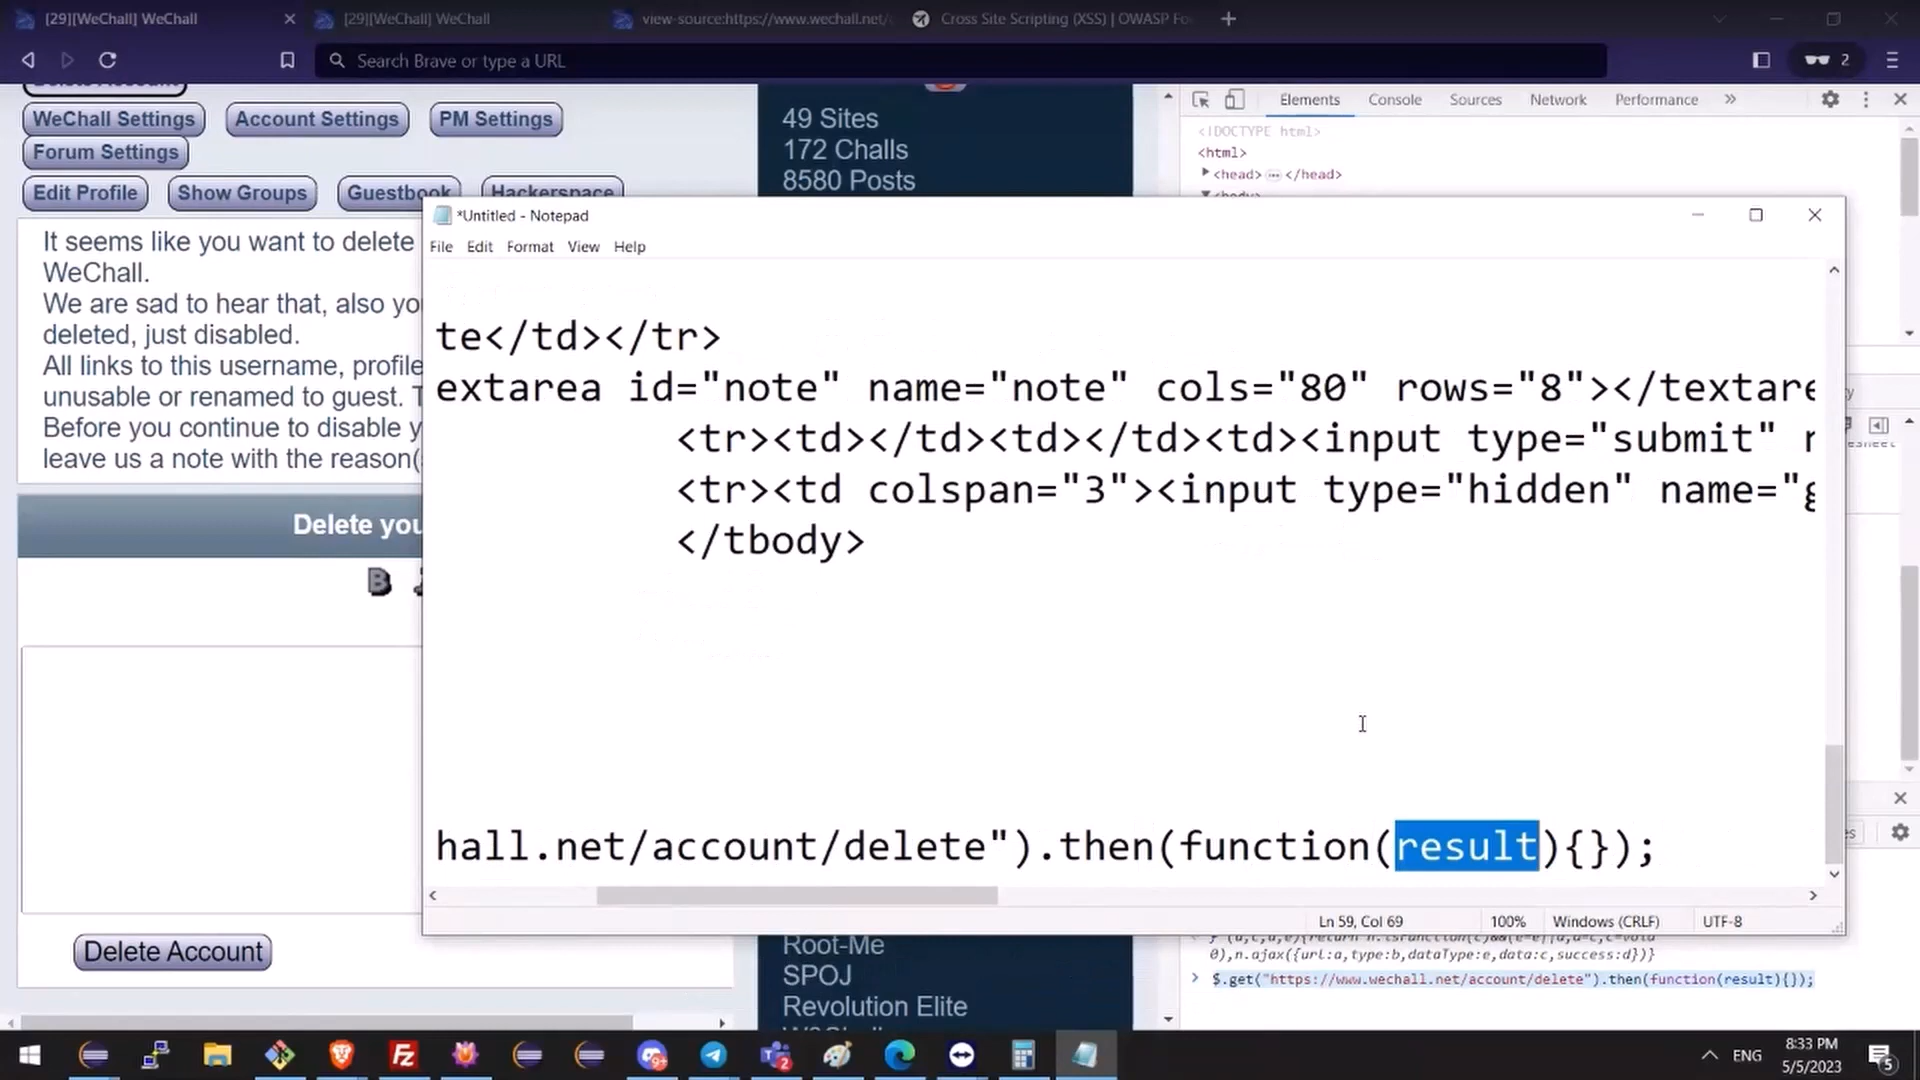 [29][WeChall] WeChall
[29][WeChall] WeChall
view-source:https://www.wechall.net/
Cross Site Scripting (XSS) | OWASP Fo
Search Brave or type a URL
2
WeChall Settings
Account Settings
PM Settings
Forum Settings
Edit Profile
Show Groups
Guestbook
Hackerspace
It seems like you want to delete
WeChall.
We are sad to hear that, also yo
deleted, just disabled.
All links to this username, profile
unusable or renamed to guest. T
Before you continue to disable y
leave us a note with the reason(
Delete you
B
Delete Account
49 Sites
172 Challs
8580 Posts
Root-Me
SPOJ
Revolution Elite
Elements
Console
Sources
Network
Performance
<!DOCTYPE html>
<html>
<head> … </head>
*Untitled - Notepad
File
Edit
Format
View
Help
te</td></tr>
extarea id="note" name="note" cols="80" rows="8"></textare
<tr><td></td><td></td><td><input type="submit" n
<tr><td colspan="3"><input type="hidden" name="g
</tbody>
hall.net/account/delete").then(function(result){});
Ln 59, Col 69
100%
Windows (CRLF)
UTF-8
0),n.ajax({url:a,type:b,dataType:e,data:c,success:d})}
$.get("https://www.wechall.net/account/delete").then(function(result){});
ENG
8:33 PM
5/5/2023
5